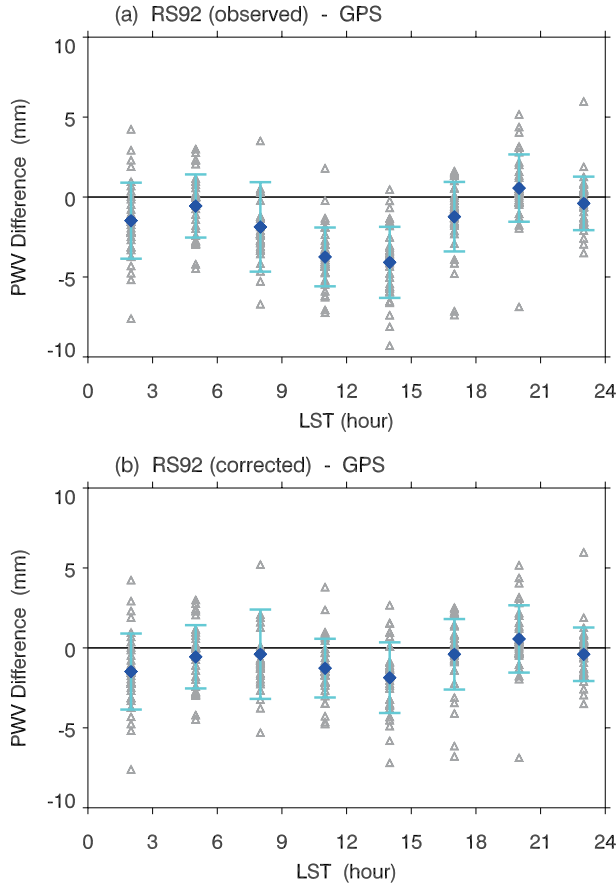 (a) RS92 (observed) - GPS
10
5
0
-5
-10
PWV Difference (mm)
0 3 6 9 12 15 18 21 24
LST (hour)
(b) RS92 (corrected) - GPS
10
5
0
-5
-10
PWV Difference (mm)
0 3 6 9 12 15 18 21 24
LST (hour)